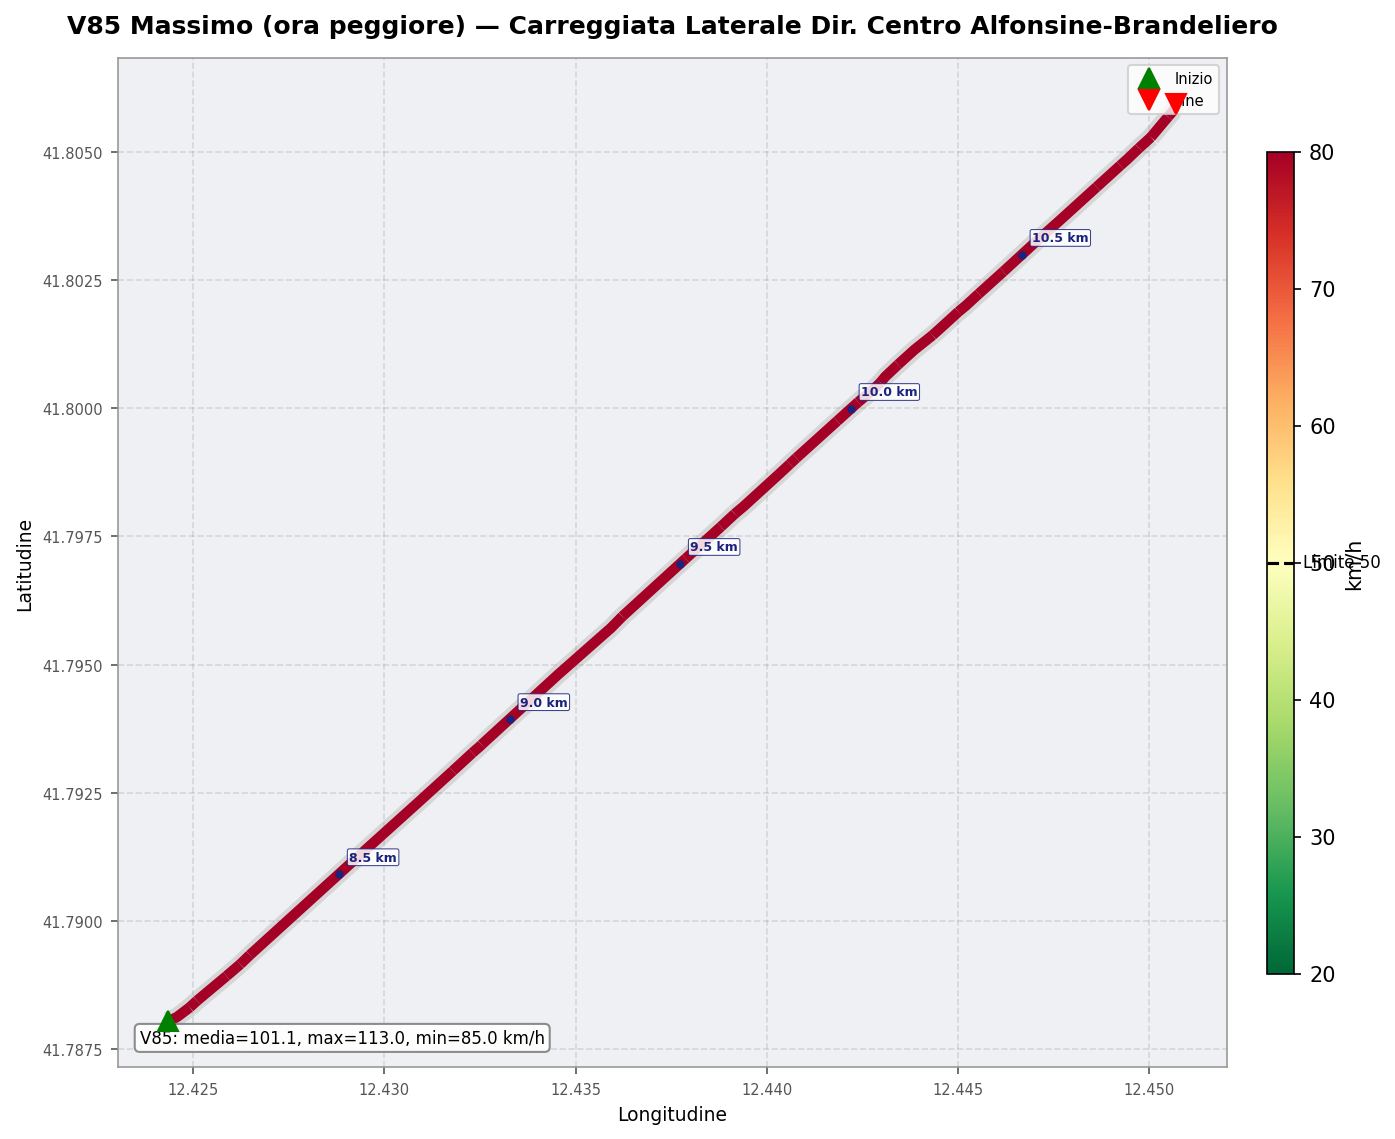 V85 Massimo (ora peggiore) — Carreggiata Laterale Dir. Centro Alfonsine-Brandeliero
Inizio
ine
41.8050
41.8025
41.8000
41.7975
41.7950
41.7925
41.7900
41.7875
Latitudine
10.5 km
10.0 km
9.5 km
9.0 km
8.5 km
V85: media=101.1, max=113.0, min=85.0 km/h
12.425
12.430
12.435
12.440
12.445
12.450
Longitudine
80
70
60
50
Limite 50
40
30
20
km/h